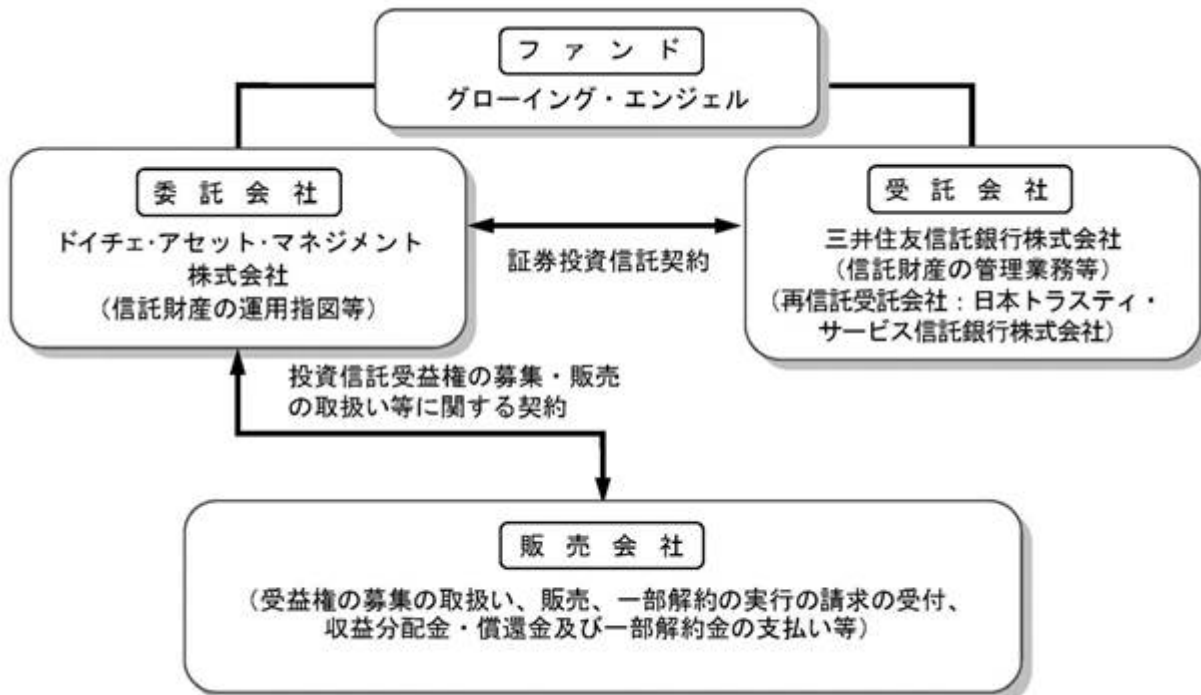 ファンド
グローイング・エンジェル
委託会社
ドイチェ・アセット・マネジメント
株式会社
(信託財産の運用指図等)
証券投資信託契約
受託会社
三井住友信託銀行株式会社
(信託財産の管理業務等)
(再信託受託会社:日本トラスティ・
サービス信託銀行株式会社)
投資信託受益権の募集・販売
の取扱い等に関する契約
販売会社
(受益権の募集の取扱い、販売、一部解約の実行の請求の受付、
収益分配金・償還金及び一部解約金の支払い等)